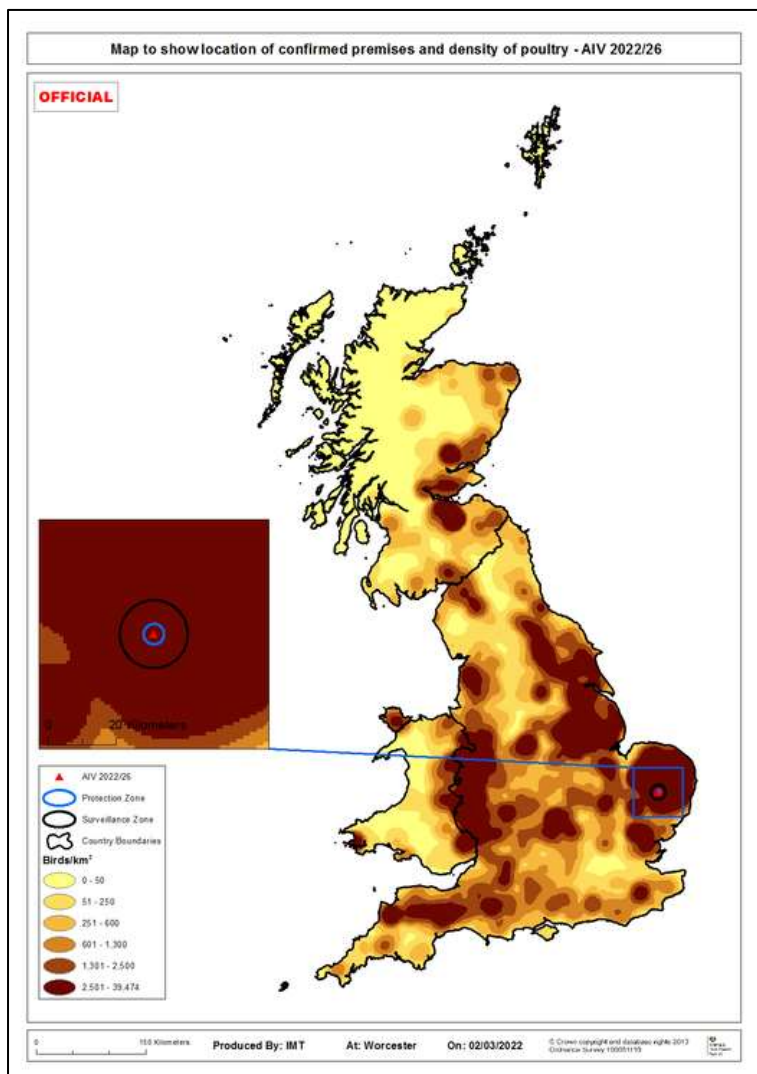 Map to show location of confirmed premises and density of poultry - AIV 2022/26
OFFICIAL
0 20 Kilometers
AIV 2022/26
Protection Zone
Surveillance Zone
Country Boundaries
Birds/km²
0 - 50
51 - 250
251 - 600
601 - 1,300
1,301 - 2,500
2,501 - 39,474
0 150 Kilometers
Produced By: IMT At: Worcester On: 02/03/2022
© Crown copyright and database rights 2013
Ordnance Survey